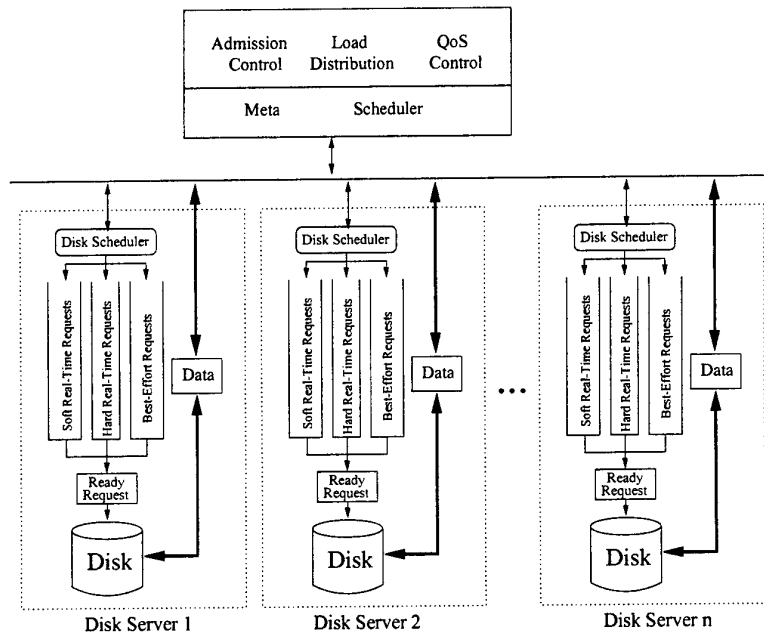 Admission Control
Load Distribution
QoS Control
Meta Scheduler
Disk Scheduler
Soft Real-Time Requests
Hard Real-Time Requests
Best-Effort Requests
Data
Ready Request
Disk
Disk Server 1
Disk Scheduler
Soft Real-Time Requests
Hard Real-Time Requests
Best-Effort Requests
Data
Ready Request
Disk
Disk Server 2
...
Disk Scheduler
Soft Real-Time Requests
Hard Real-Time Requests
Best-Effort Requests
Data
Ready Request
Disk
Disk Server n